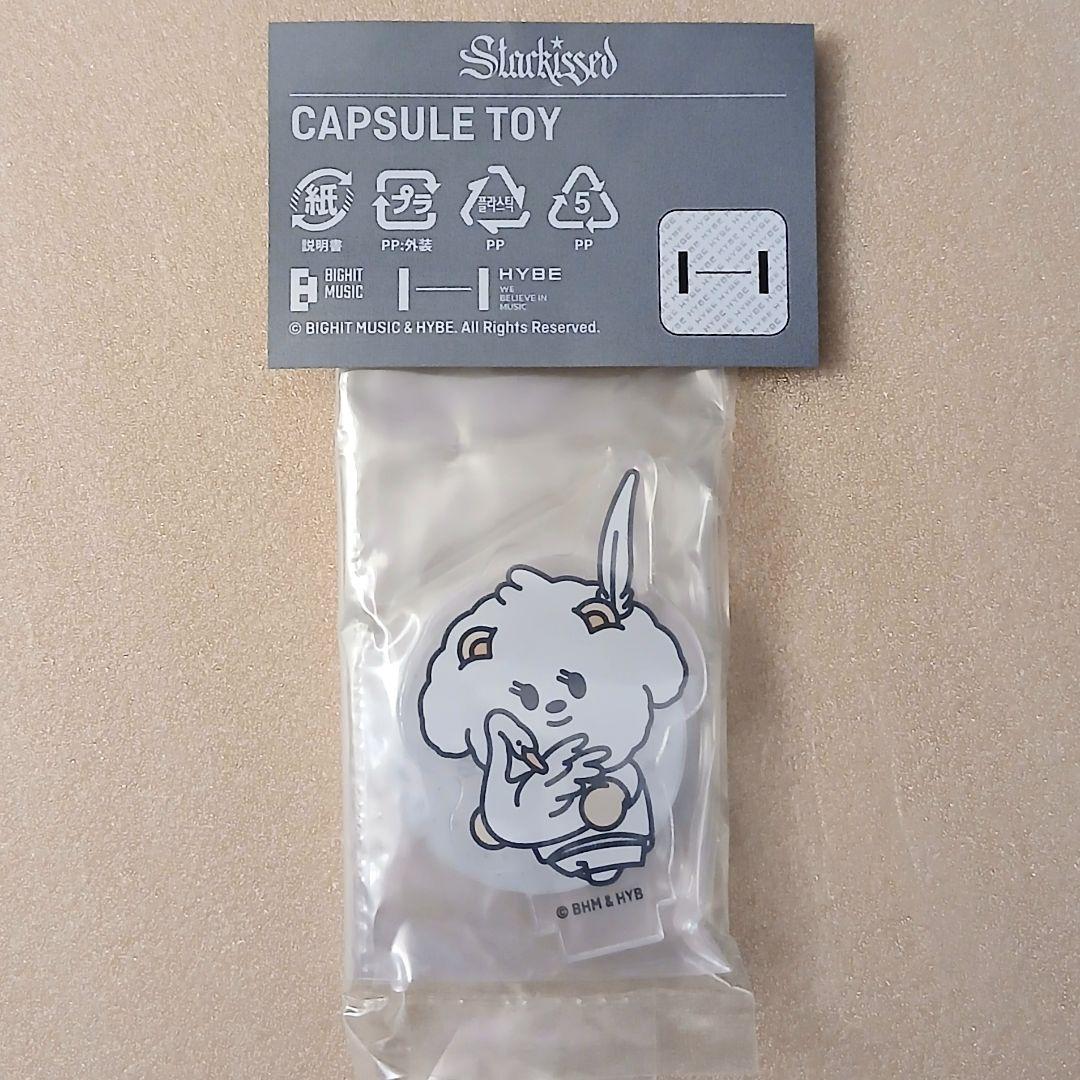 Starkissed
CAPSULE TOY
紙 プラ 플라스틱 5
説明書 PP:外装 PP PP
BIGHIT MUSIC
HYBE
WE BELIEVE IN MUSIC
© BIGHIT MUSIC & HYBE. All Rights Reserved.
© BHM & HYB